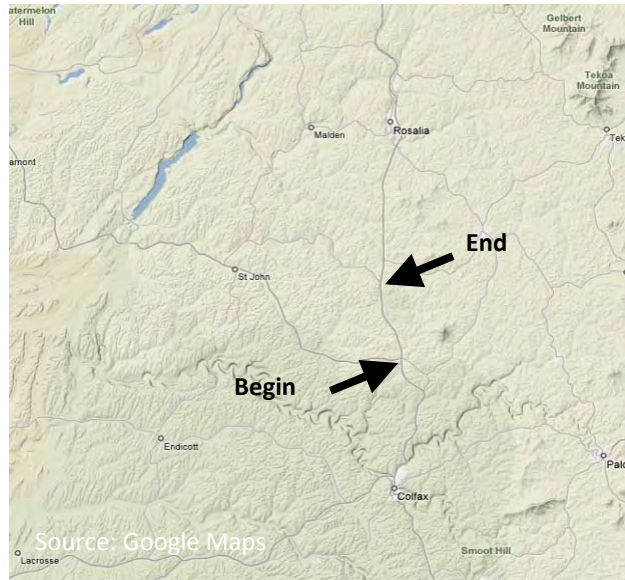 atermelon
Hill
Gelbert
Mountain
Tekoa
Mountain
Malden
Rosalia
Tek
amont
End
St John
Begin
Endicott
Palo
Colfax
Source: Google Maps
Smoot Hill
Lacrosse